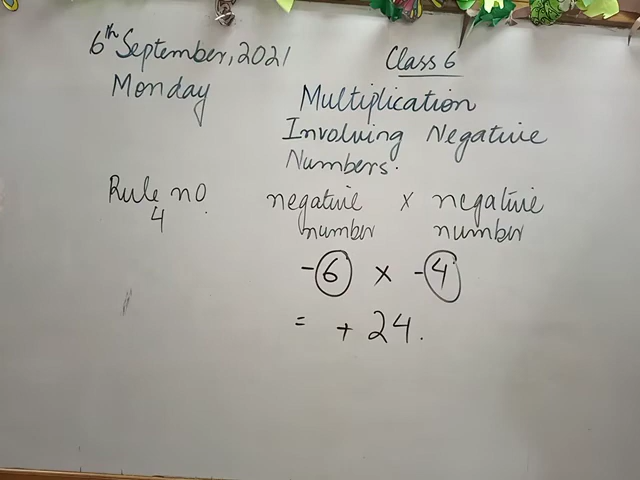 6th September, 2021
Monday
Class 6
Multiplication
Involving Negative
Numbers.
Rule no. 4
negative number × negative number
-6 × -4
= + 24.